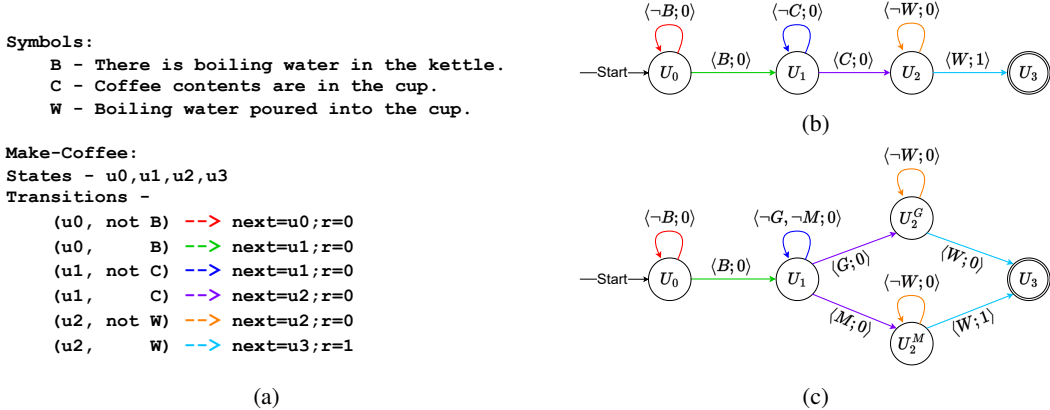 Symbols:
B - There is boiling water in the kettle.
C - Coffee contents are in the cup.
W - Boiling water poured into the cup.
Make-Coffee:
States - u0,u1,u2,u3
Transitions -
(u0, not B) --> next=u0;r=0
(u0, B) --> next=u1;r=0
(u1, not C) --> next=u1;r=0
(u1, C) --> next=u2;r=0
(u2, not W) --> next=u2;r=0
(u2, W) --> next=u3;r=1
(a)
⟨¬B;0⟩ ⟨¬C;0⟩ ⟨¬W;0⟩
Start U₀ ⟨B;0⟩ U₁ ⟨C;0⟩ U₂ ⟨W;1⟩ U₃
(b)
⟨¬W;0⟩
U₂ᴳ
⟨¬B;0⟩ ⟨¬G,¬M;0⟩
⟨G;0⟩ ⟨W;0⟩
Start U₀ ⟨B;0⟩ U₁ U₃
⟨¬W;0⟩
⟨M;0⟩ ⟨W;1⟩
U₂ᴹ
(c)